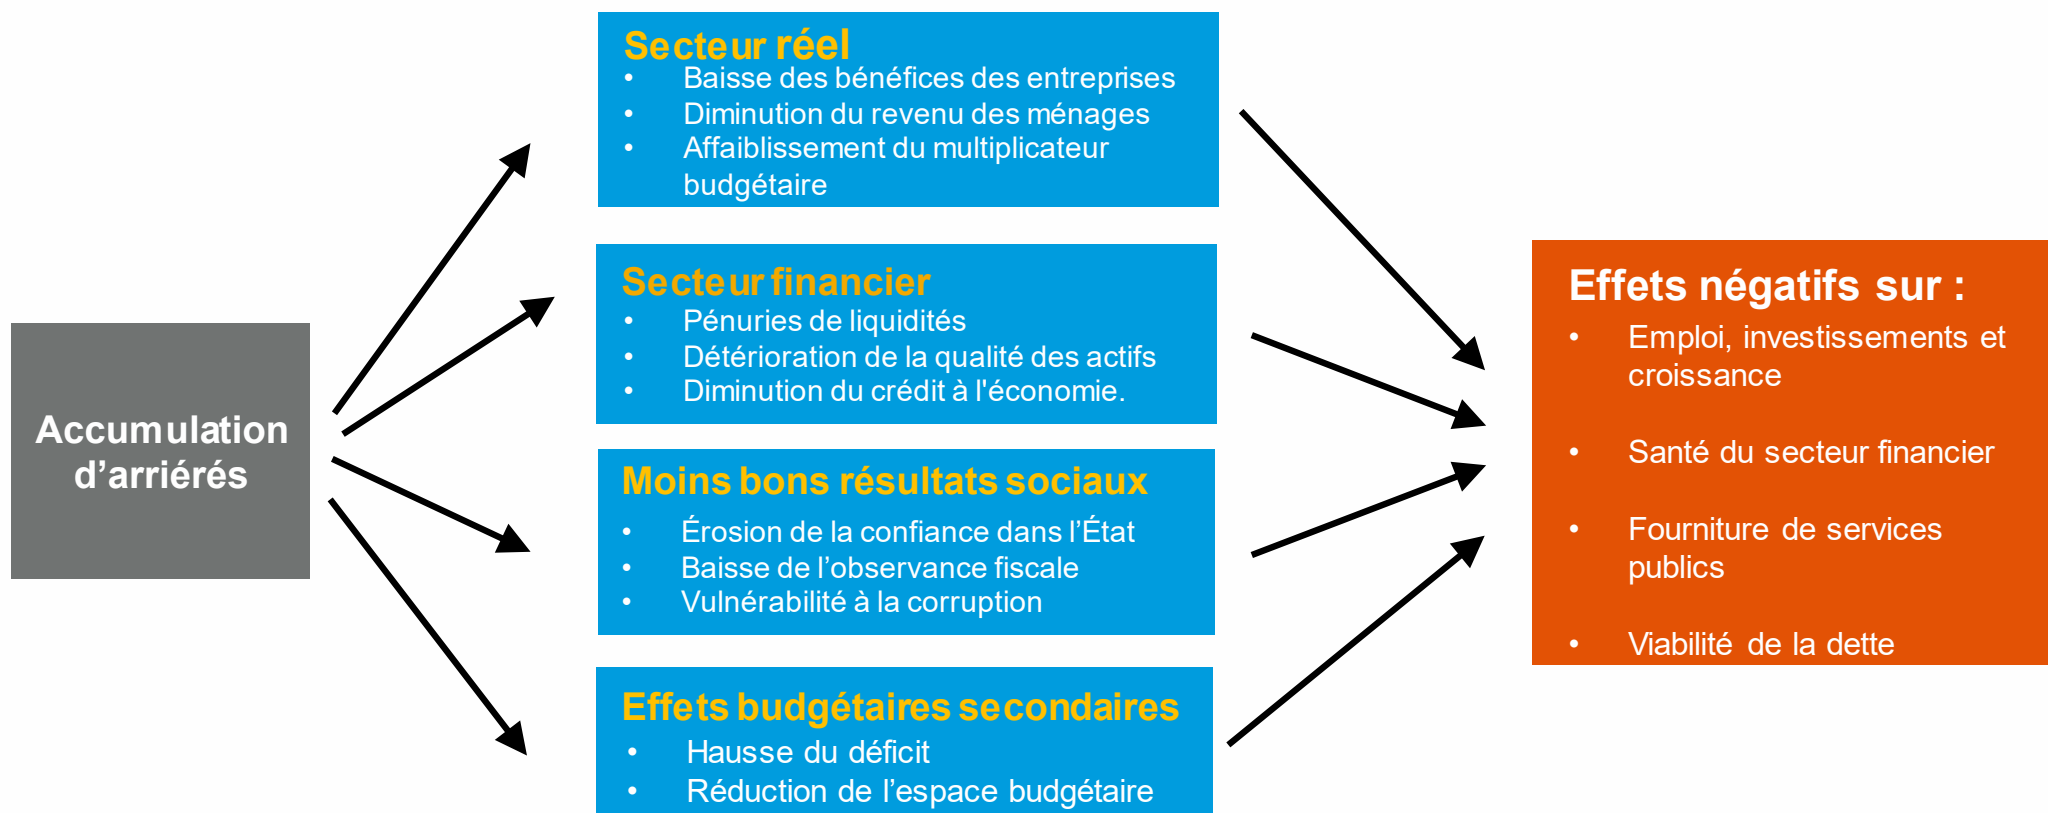 Secteur réel
• Baisse des bénéfices des entreprises
• Diminution du revenu des ménages
• Affaiblissement du multiplicateur
budgétaire
Secteur financier
• Pénuries de liquidités
• Détérioration de la qualité des actifs
• Diminution du crédit à l'économie.
Accumulation
d’arriérés
Moins bons résultats sociaux
• Érosion de la confiance dans l’État
• Baisse de l’observance fiscale
• Vulnérabilité à la corruption
Effets budgétaires secondaires
• Hausse du déficit
• Réduction de l’espace budgétaire
Effets négatifs sur :
• Emploi, investissements et
croissance
• Santé du secteur financier
• Fourniture de services
publics
• Viabilité de la dette